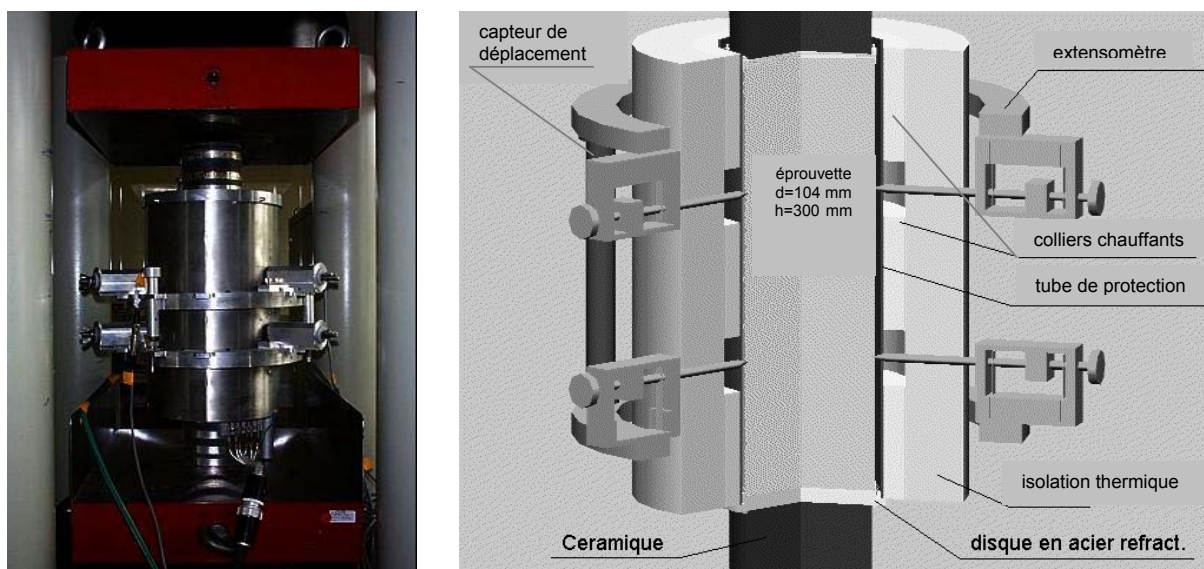 capteur de
déplacement
extensomètre
éprouvette
d=104 mm
h=300 mm
colliers chauffants
tube de protection
isolation thermique
Ceramique
disque en acier refract.